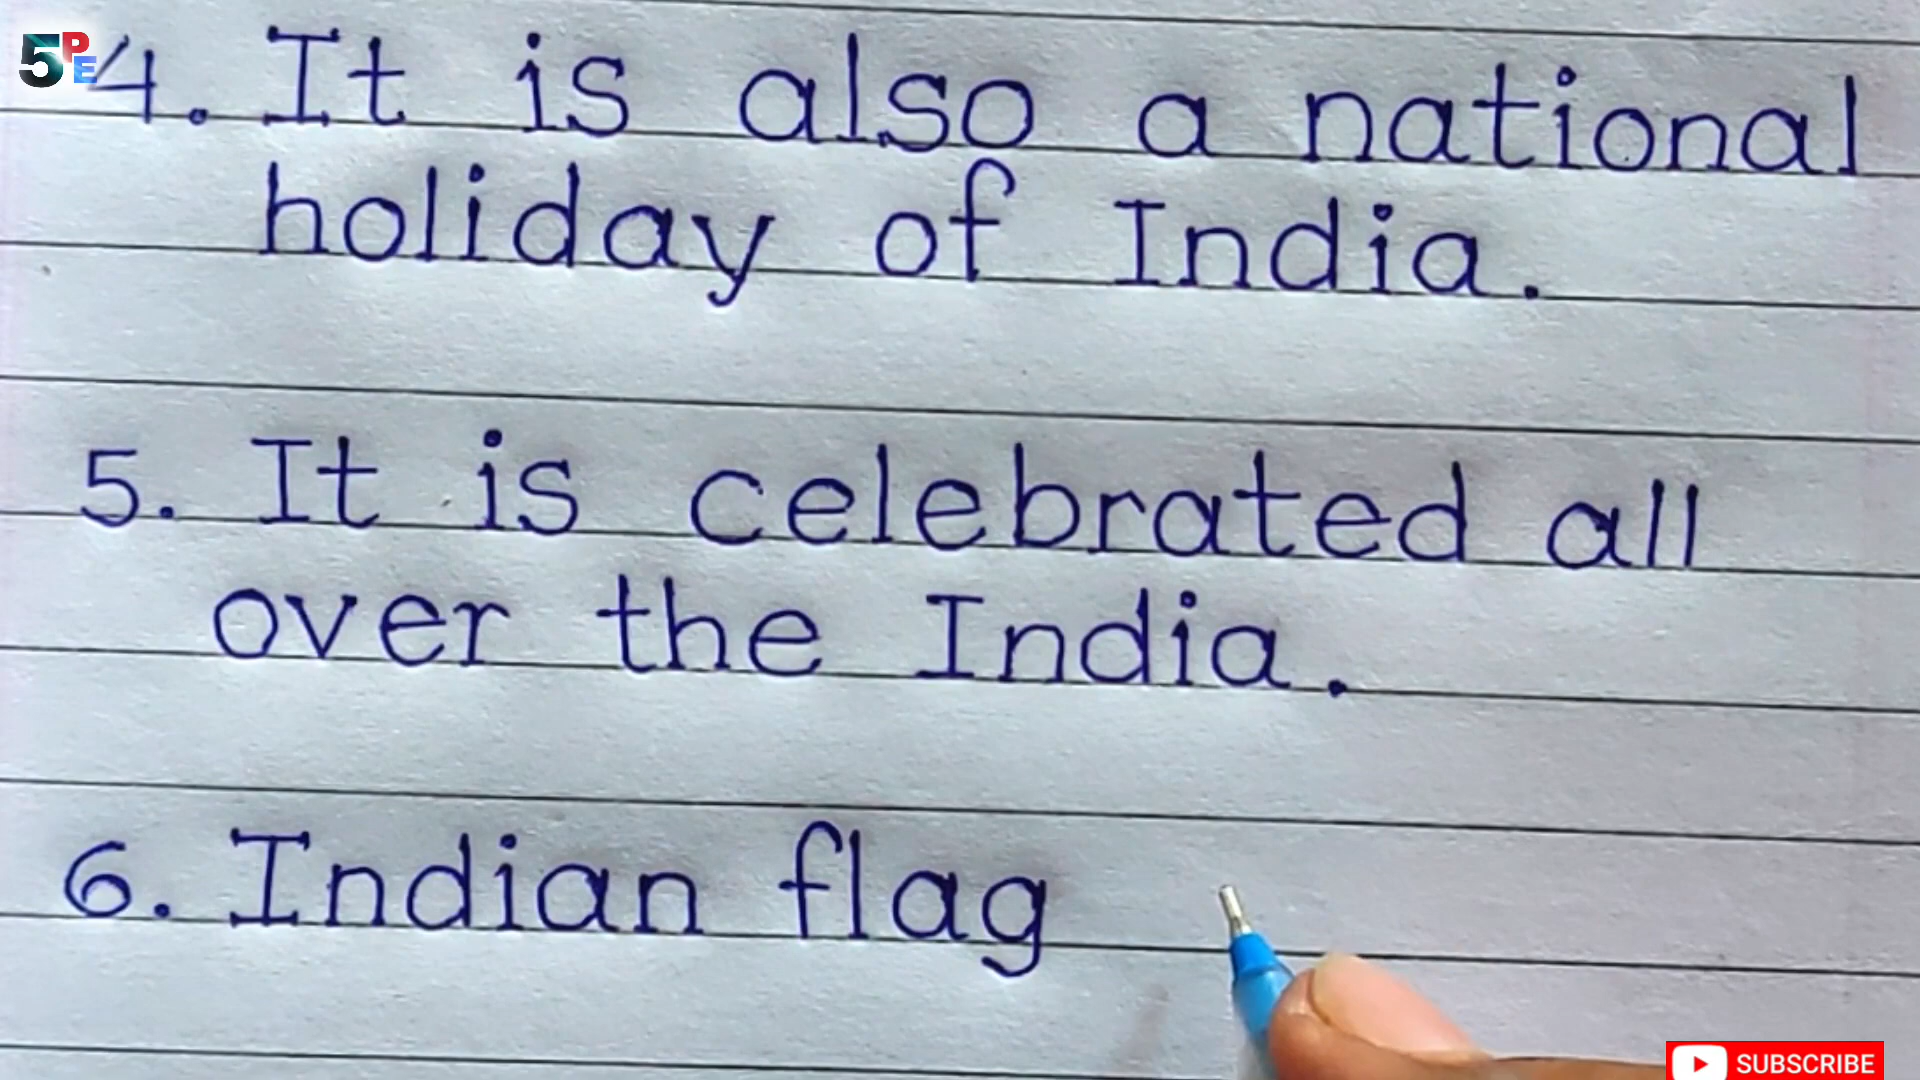 5PE
4. It is also a national
holiday of India.
5. It is celebrated all
over the India.
6. Indian flag
SUBSCRIBE